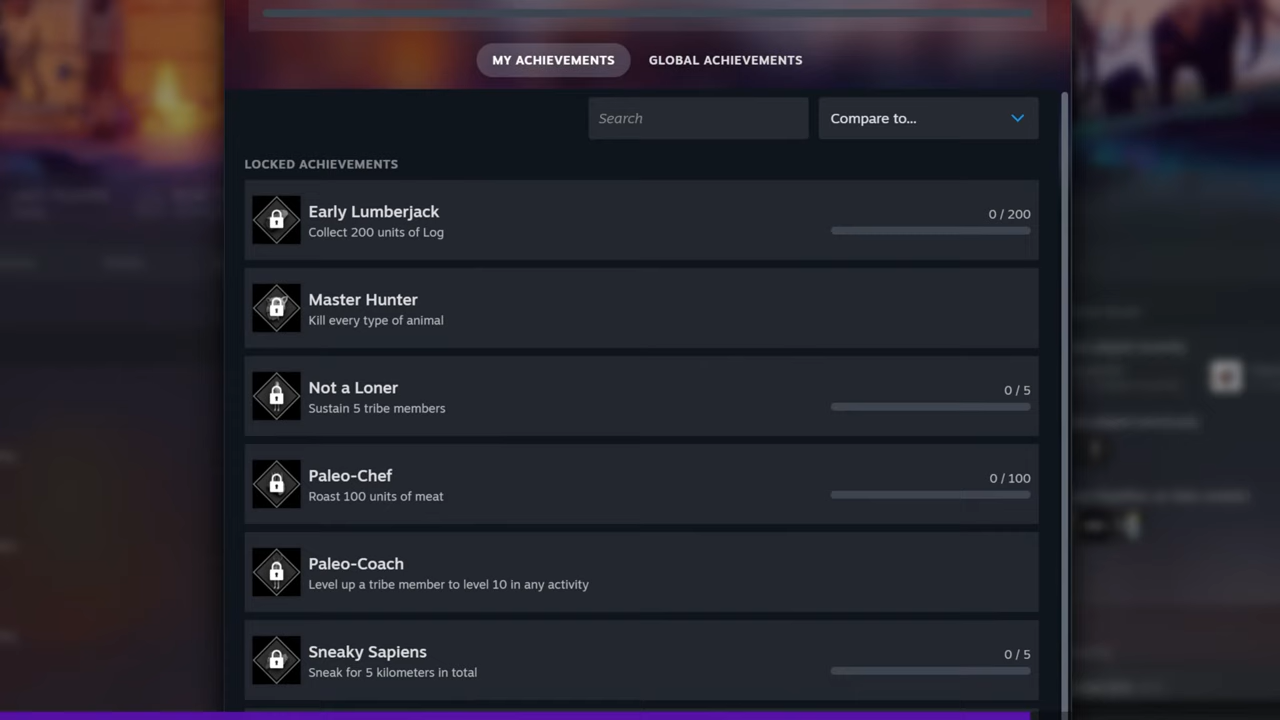 MY ACHIEVEMENTS
GLOBAL ACHIEVEMENTS
Search
Compare to...
LOCKED ACHIEVEMENTS
Early Lumberjack
0 / 200
Collect 200 units of Log
Master Hunter
Kill every type of animal
Not a Loner
0 / 5
Sustain 5 tribe members
Paleo-Chef
0 / 100
Roast 100 units of meat
Paleo-Coach
Level up a tribe member to level 10 in any activity
Sneaky Sapiens
0 / 5
Sneak for 5 kilometers in total